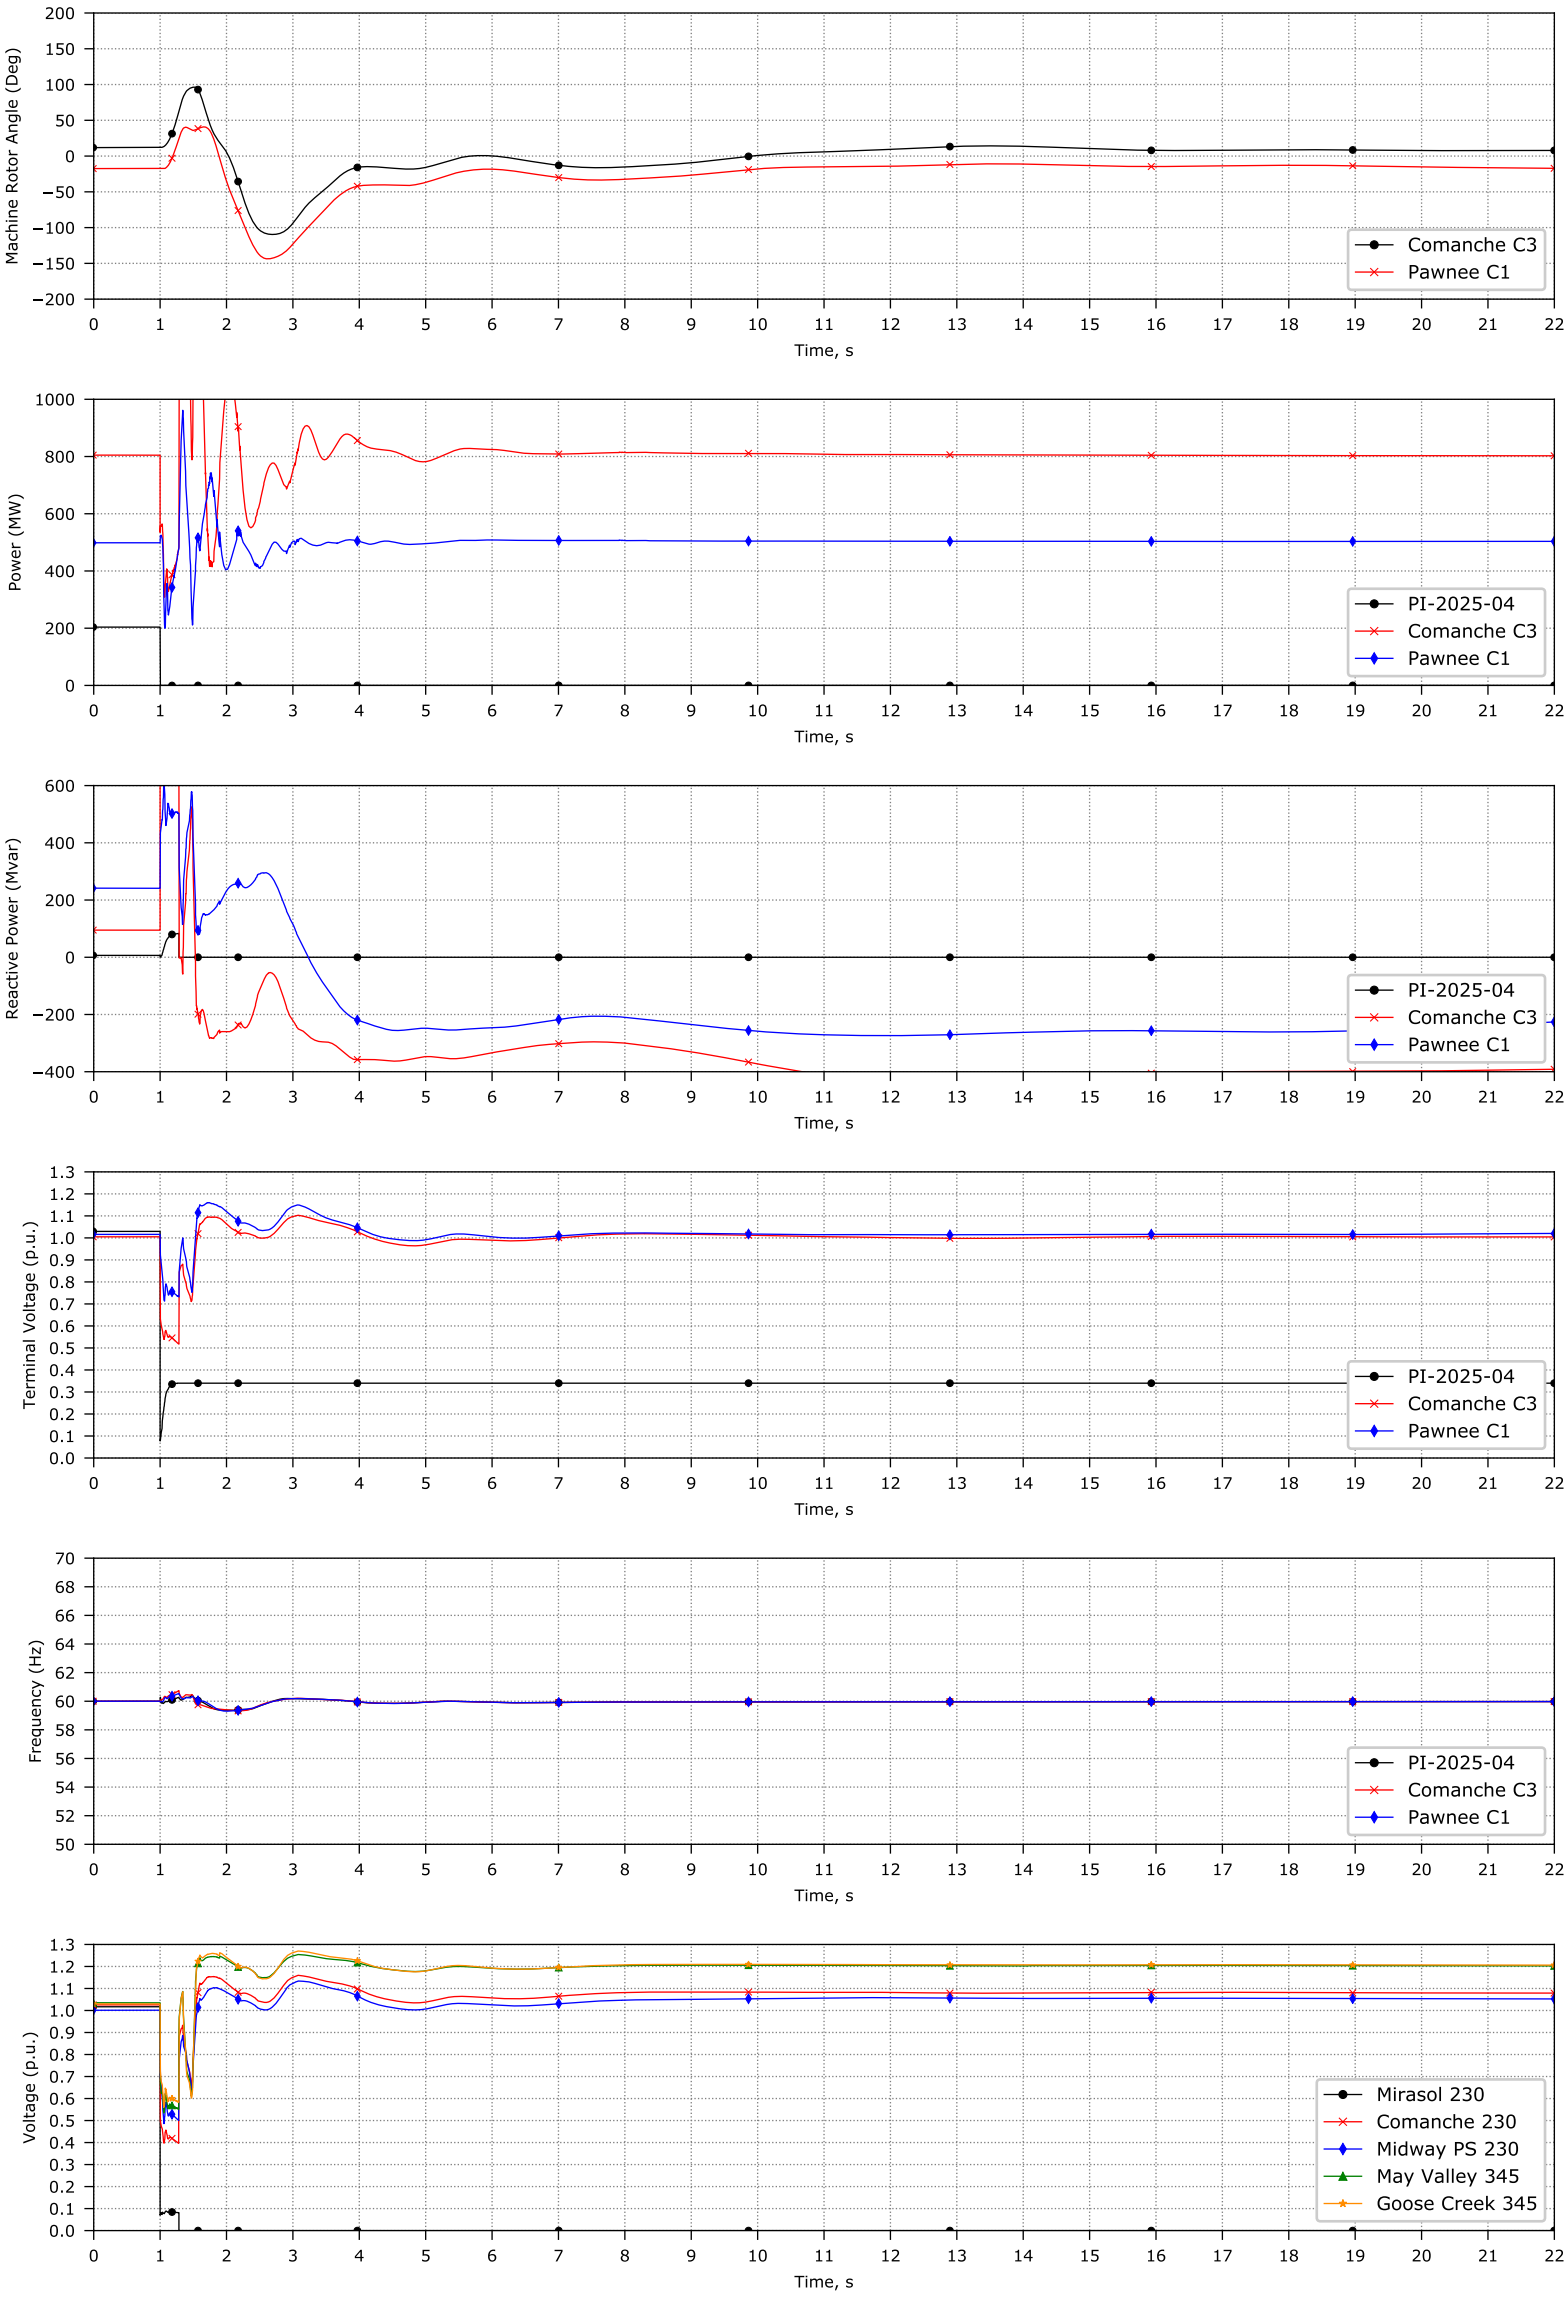 200
150
100
50
0
−50
−100
−150
−200
Machine Rotor Angle (Deg)
Comanche C3
Pawnee C1
0 1 2 3 4 5 6 7 8 9 10 11 12 13 14 15 16 17 18 19 20 21 22
Time, s
1000
800
600
400
200
0
Power (MW)
PI-2025-04
Comanche C3
Pawnee C1
0 1 2 3 4 5 6 7 8 9 10 11 12 13 14 15 16 17 18 19 20 21 22
Time, s
600
400
200
0
−200
−400
Reactive Power (Mvar)
PI-2025-04
Comanche C3
Pawnee C1
0 1 2 3 4 5 6 7 8 9 10 11 12 13 14 15 16 17 18 19 20 21 22
Time, s
1.3
1.2
1.1
1.0
0.9
0.8
0.7
0.6
0.5
0.4
0.3
0.2
0.1
0.0
Terminal Voltage (p.u.)
PI-2025-04
Comanche C3
Pawnee C1
0 1 2 3 4 5 6 7 8 9 10 11 12 13 14 15 16 17 18 19 20 21 22
Time, s
70
68
66
64
62
60
58
56
54
52
50
Frequency (Hz)
PI-2025-04
Comanche C3
Pawnee C1
0 1 2 3 4 5 6 7 8 9 10 11 12 13 14 15 16 17 18 19 20 21 22
Time, s
1.3
1.2
1.1
1.0
0.9
0.8
0.7
0.6
0.5
0.4
0.3
0.2
0.1
0.0
Voltage (p.u.)
Mirasol 230
Comanche 230
Midway PS 230
May Valley 345
Goose Creek 345
0 1 2 3 4 5 6 7 8 9 10 11 12 13 14 15 16 17 18 19 20 21 22
Time, s